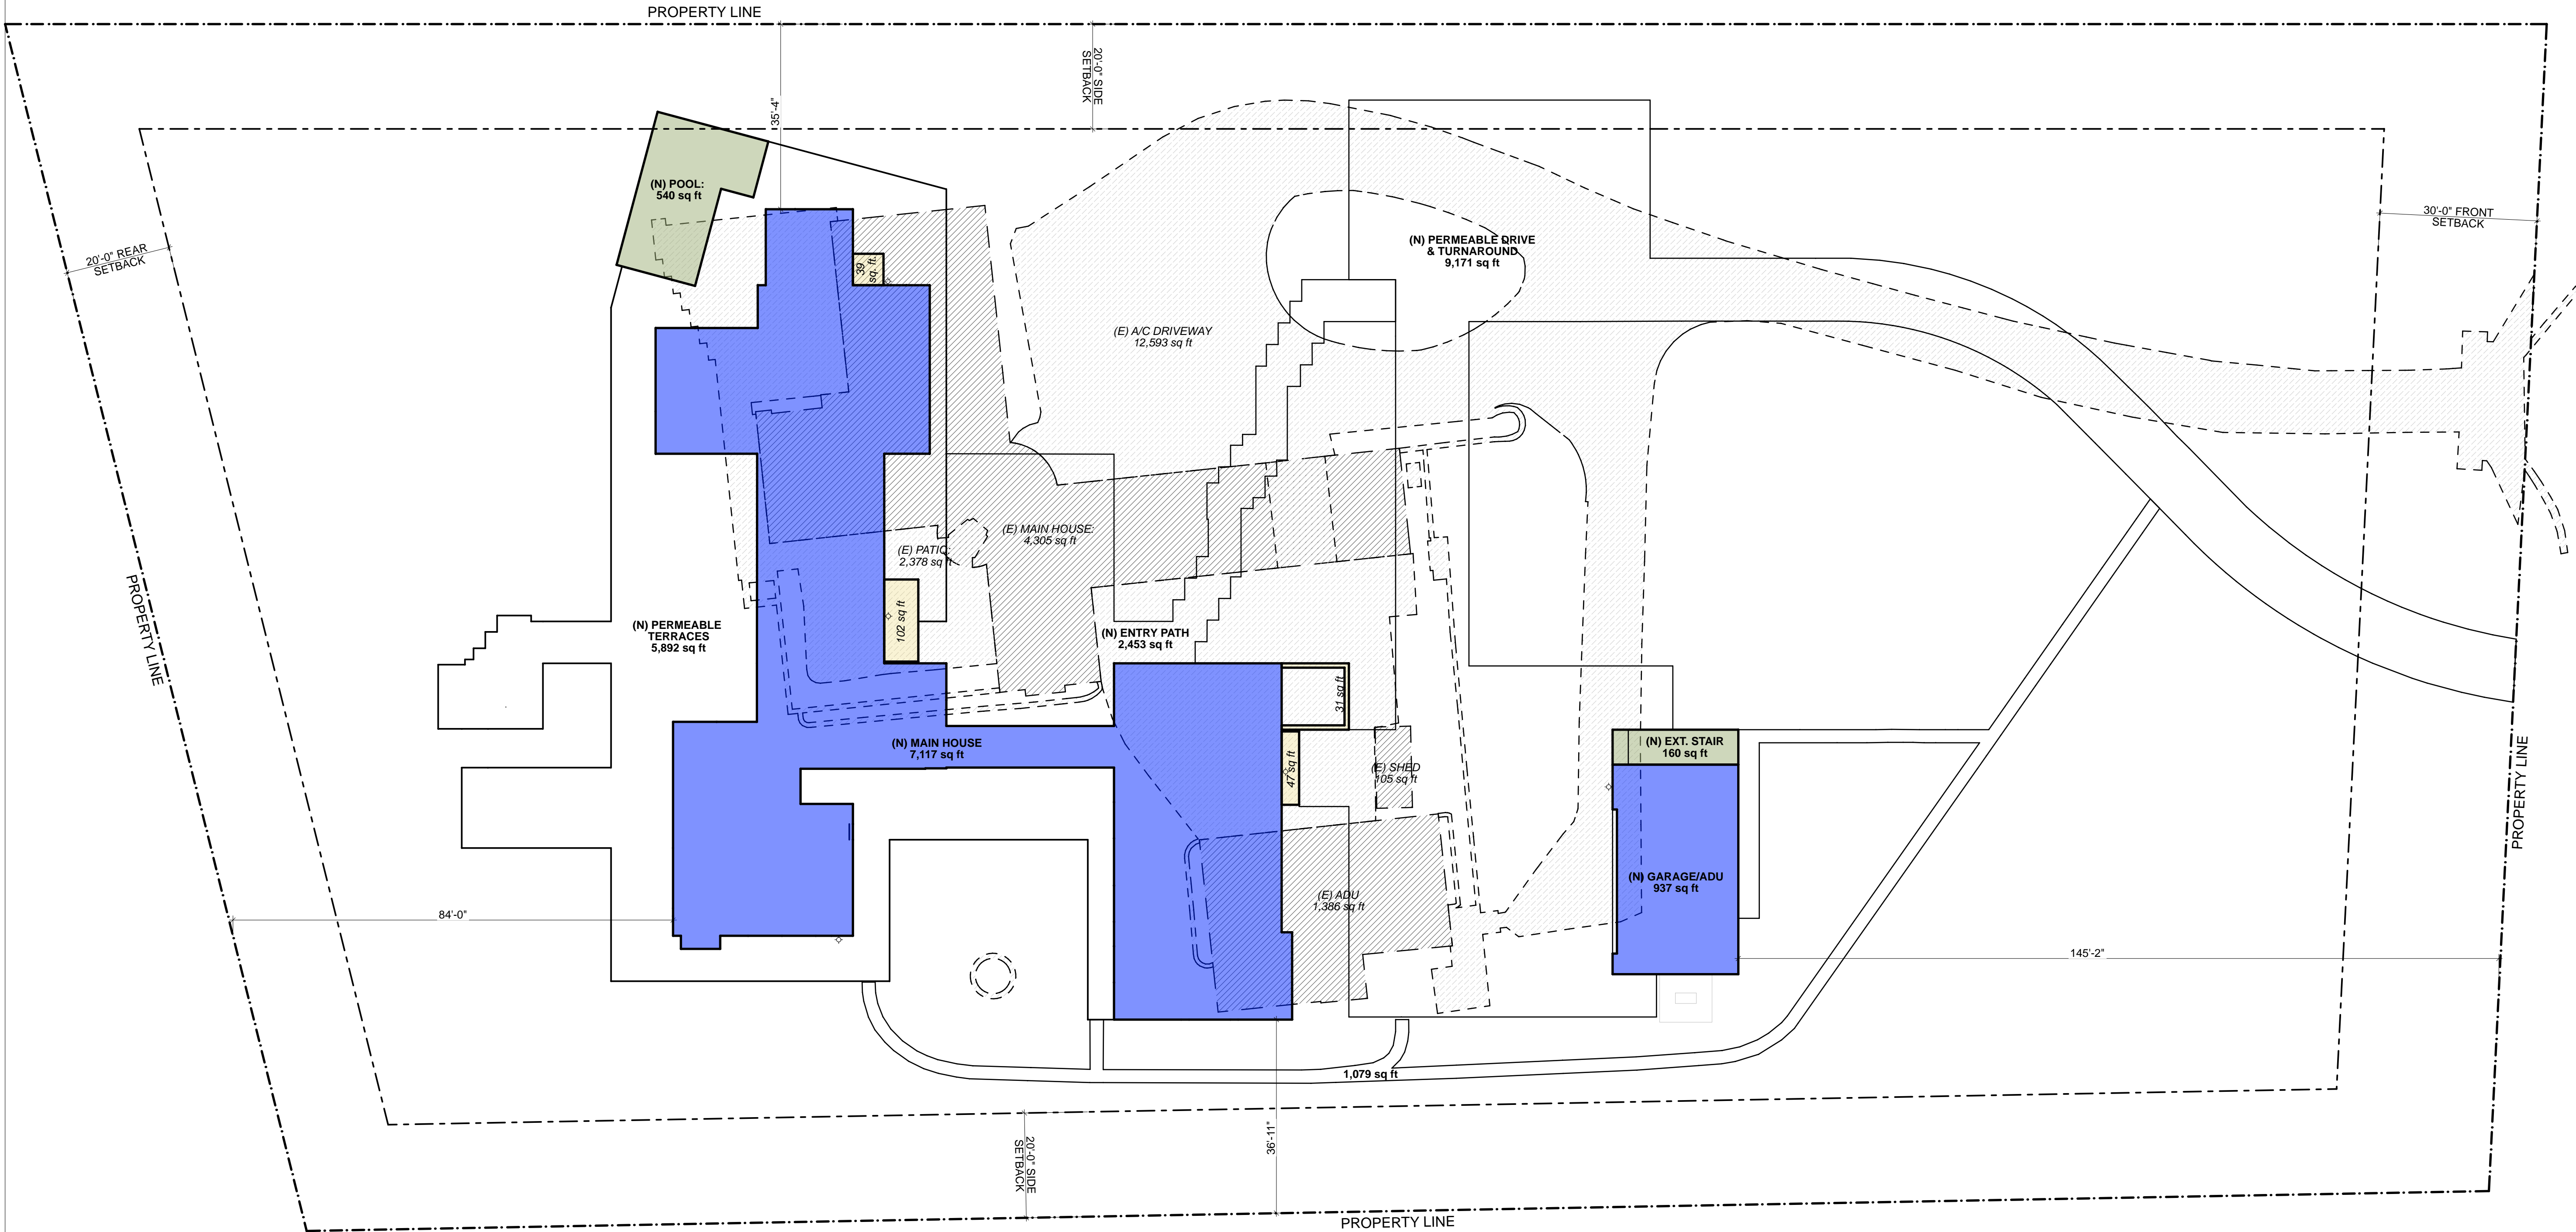 PROPERTY LINE
20'-0" SIDE
SETBACK
35'-4"
(N) POOL:
540 sq ft
30'-0" FRONT
SETBACK
20'-0" REAR
SETBACK
39
sq. ft.
(N) PERMEABLE DRIVE
& TURNAROUND
9,171 sq ft
(E) A/C DRIVEWAY
12,593 sq ft
(E) MAIN HOUSE:
4,305 sq ft
(E) PATIO:
2,378 sq ft
PROPERTY LINE
102 sq ft
(N) PERMEABLE
TERRACES
5,892 sq ft
(N) ENTRY PATH
2,453 sq ft
31 sq ft
(N) MAIN HOUSE
7,117 sq ft
47 sq ft
(E) SHED
105 sq ft
(N) EXT. STAIR
160 sq ft
PROPERTY LINE
(N) GARAGE/ADU
937 sq ft
(E) ADU
1,386 sq ft
84'-0"
145'-2"
1,079 sq ft
20'-0" SIDE
SETBACK
36'-11"
PROPERTY LINE